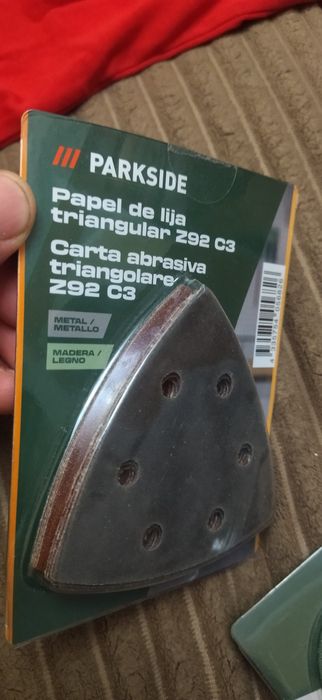 PARKSIDE
Papel de lija
triangular Z92 C3
Carta abrasiva
triangolare
Z92 C3
METAL /
METALLO
MADERA /
LEGNO